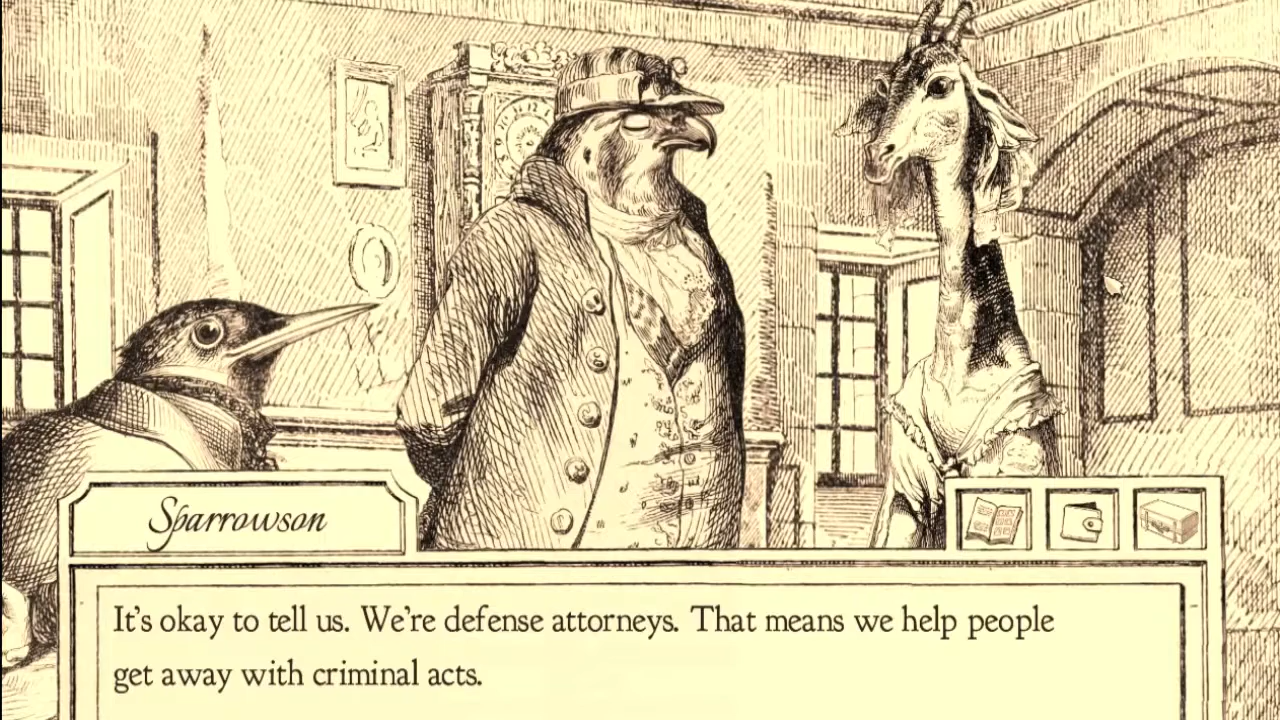 Sparrowson
It's okay to tell us. We're defense attorneys. That means we help people
get away with criminal acts.